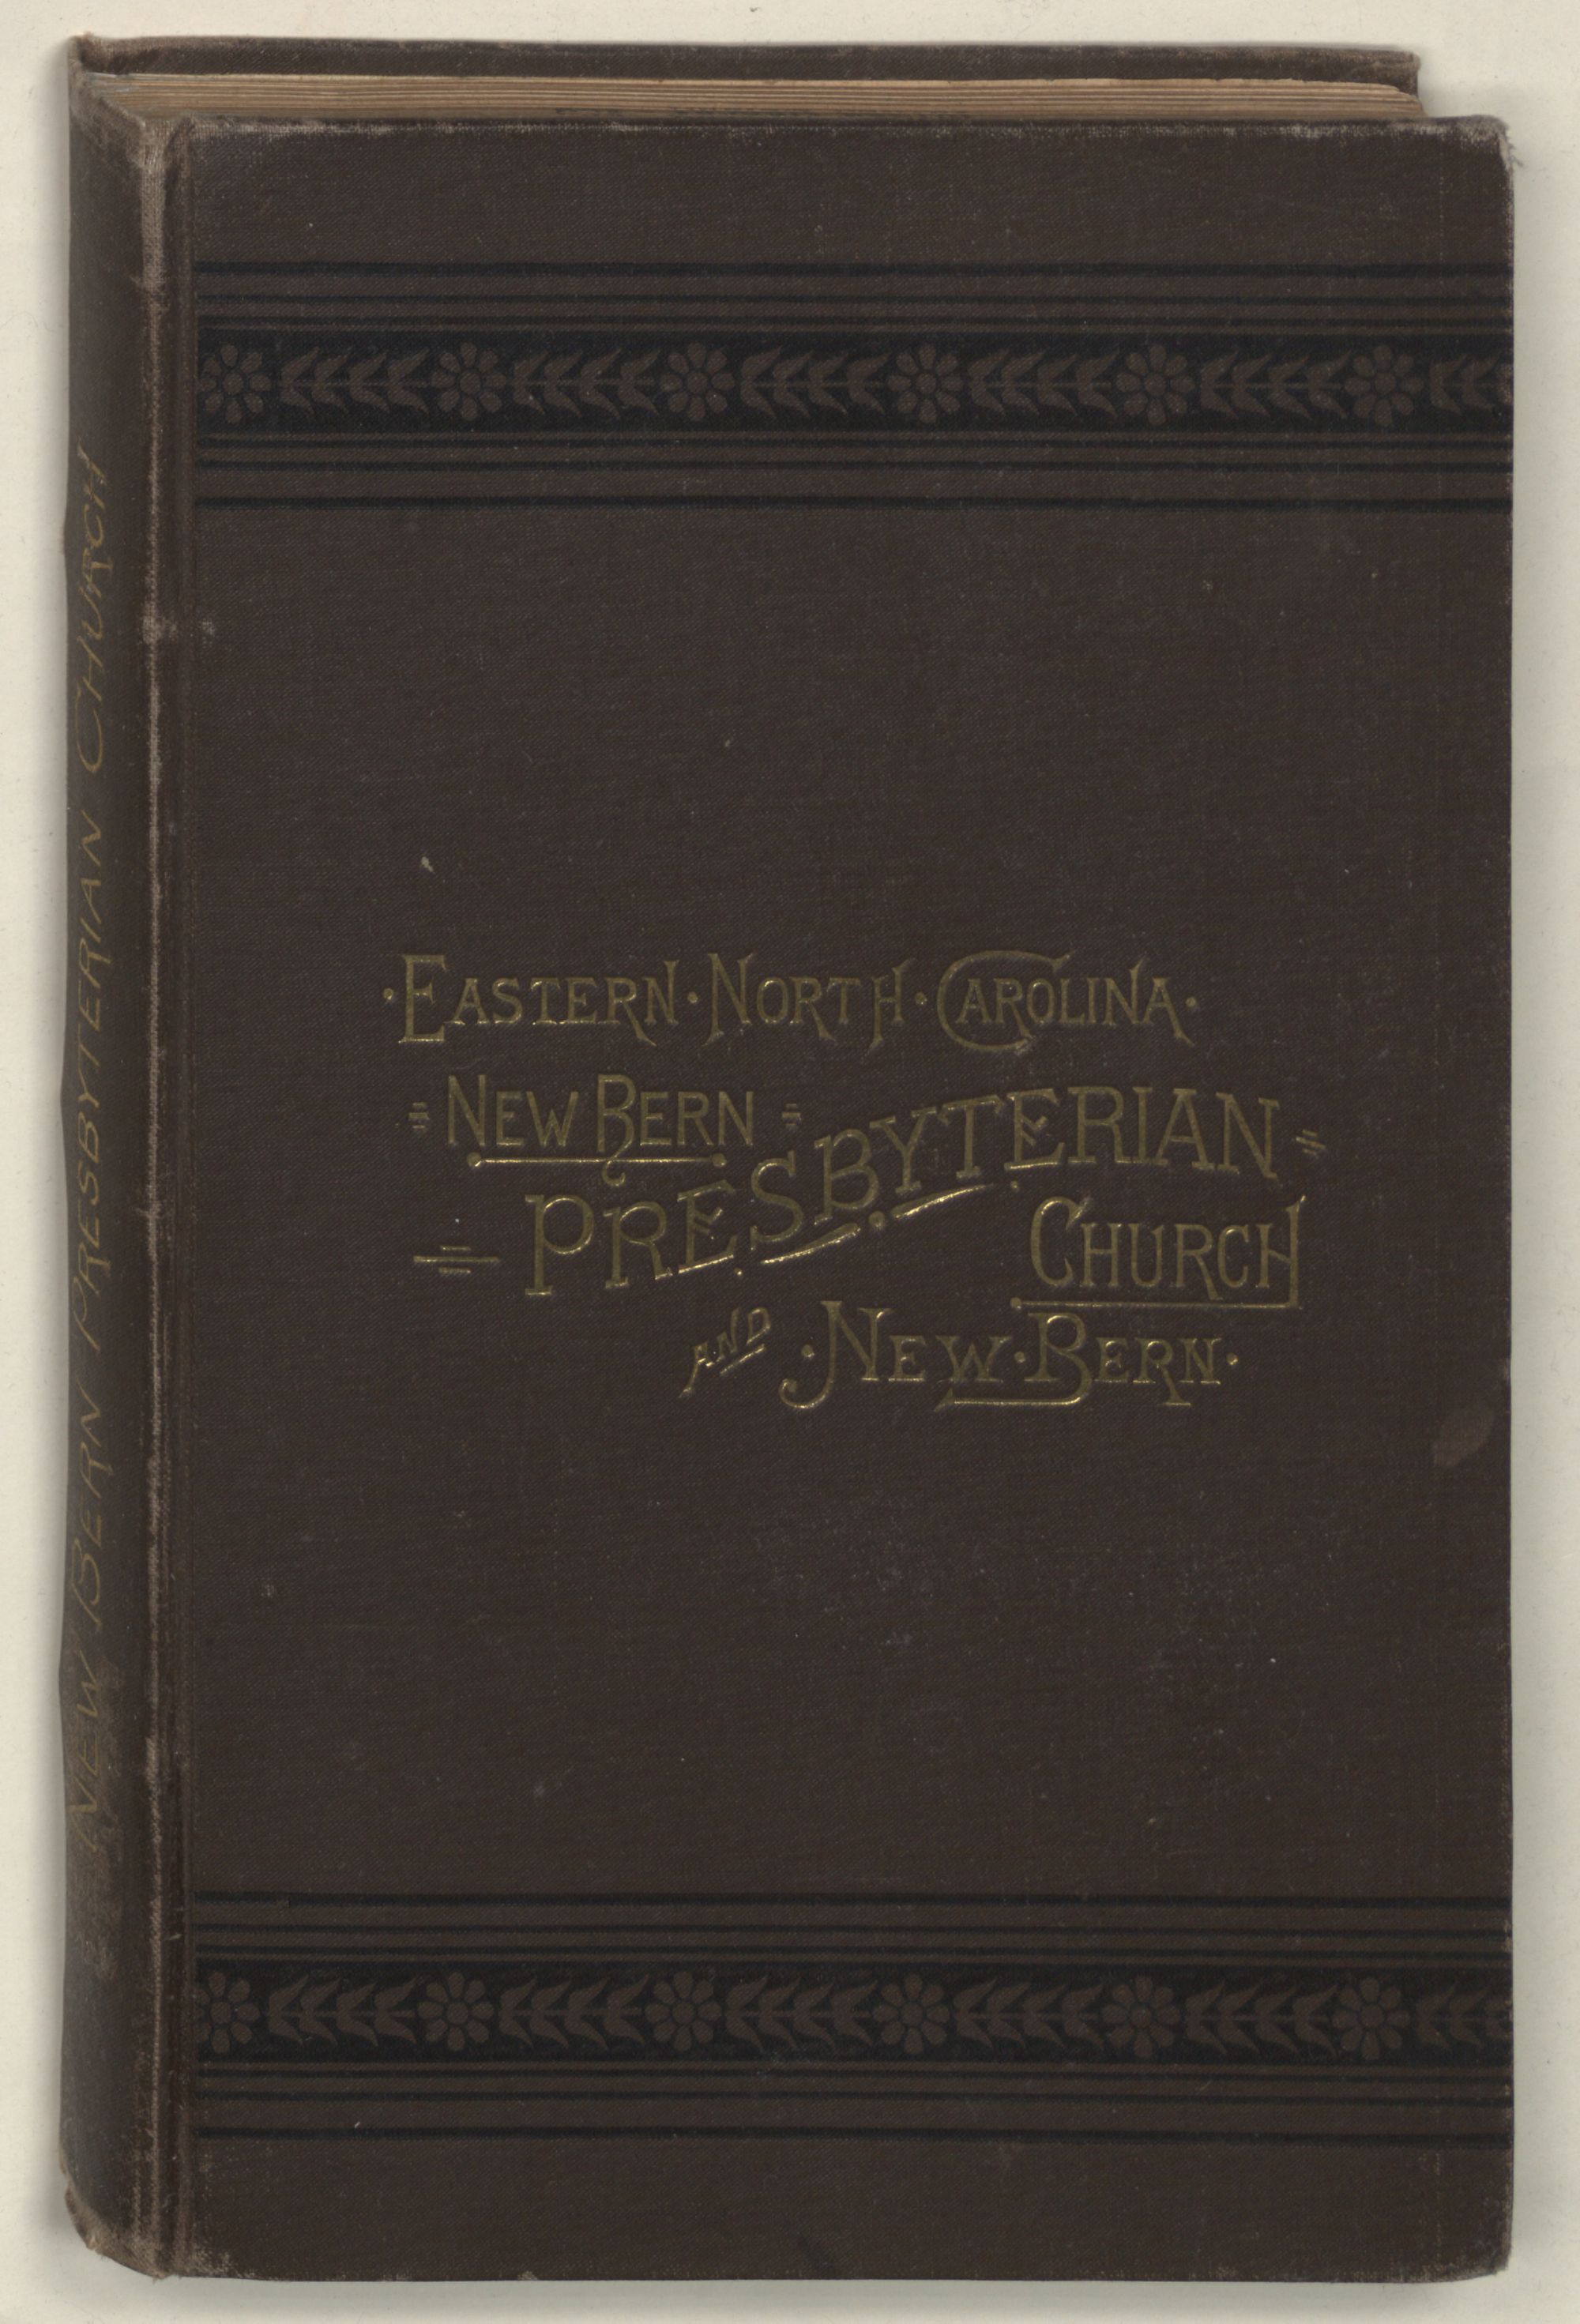 NEW BERN PRESBYTERIAN CHURCH
·EASTERN·NORTH·CAROLINA·
NEW BERN
PRESBYTERIAN
CHURCH
AND ·NEW·BERN·